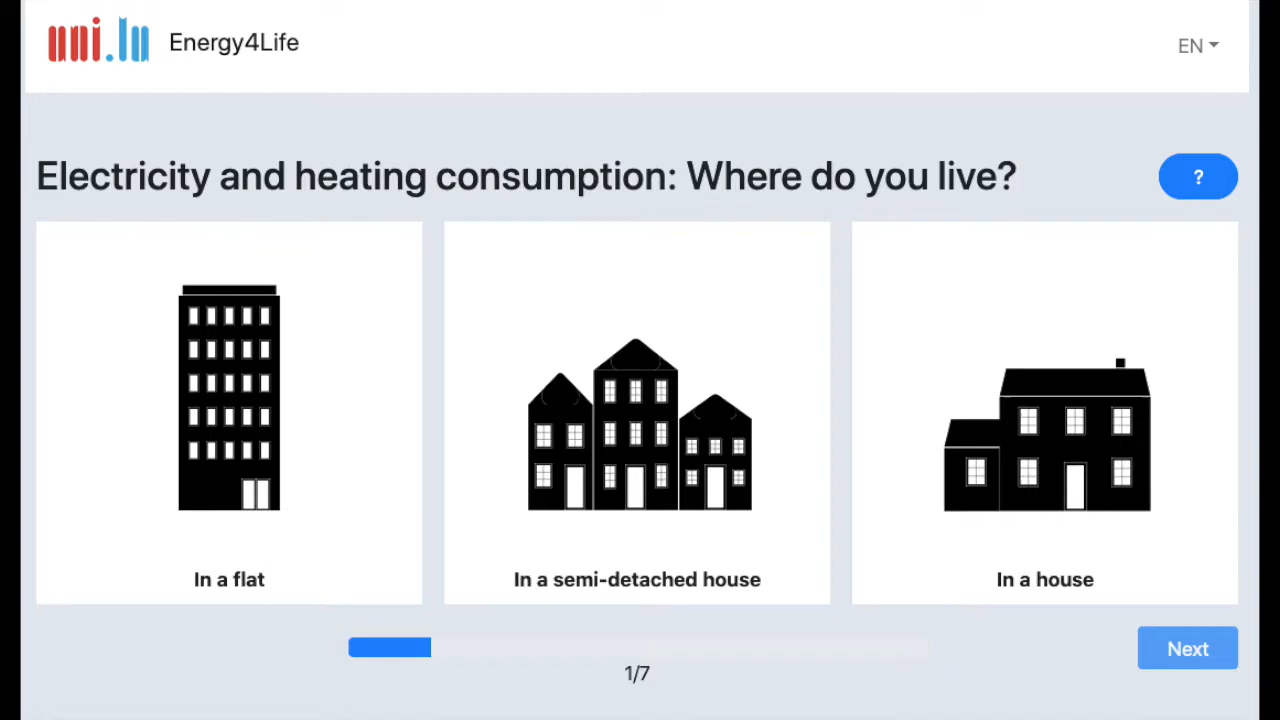 uni.lu Energy4Life
EN
Electricity and heating consumption: Where do you live?
?
In a flat
In a semi-detached house
In a house
1/7
Next